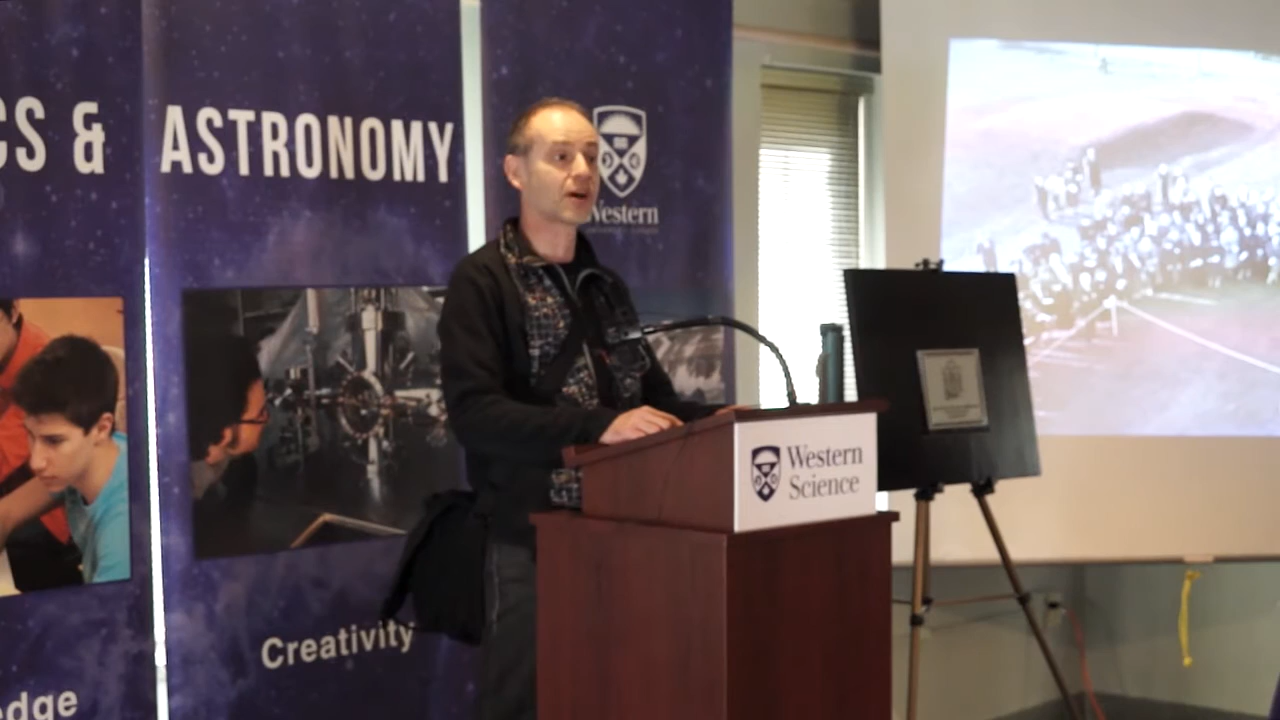 CS &
ASTRONOMY
Western
Western
Science
Creativity
edge